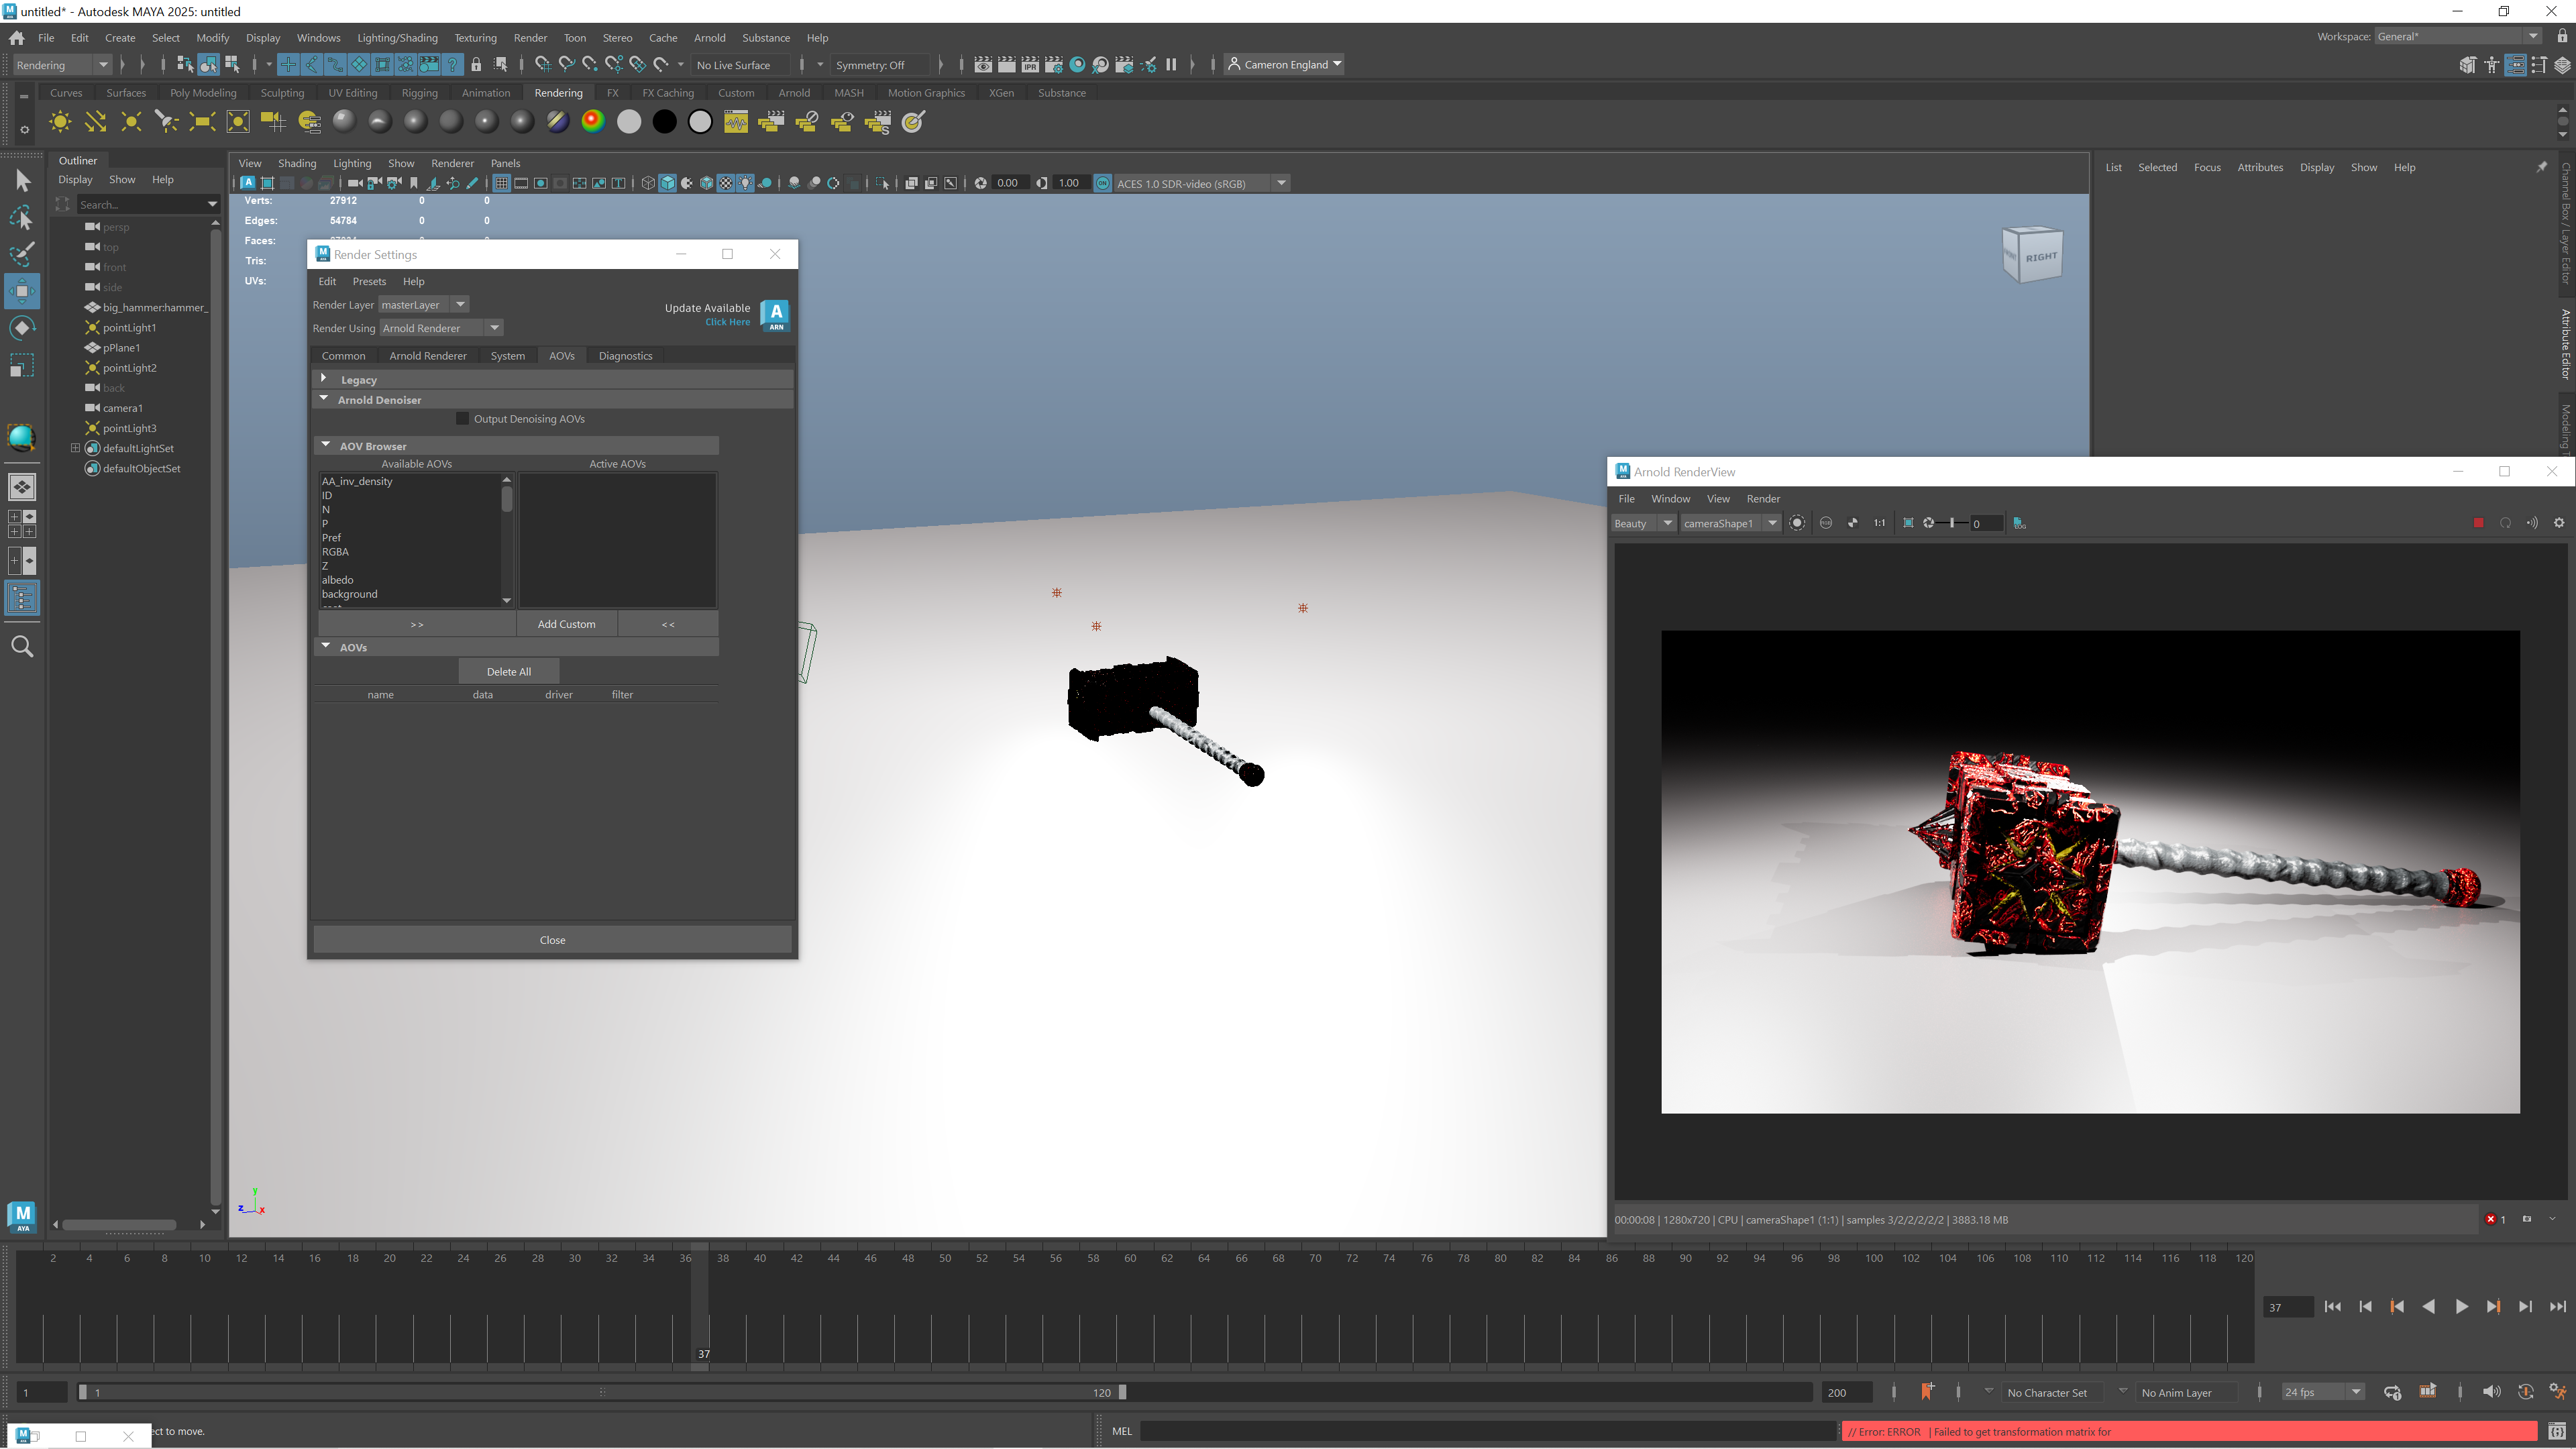 untitled* - Autodesk MAYA 2025: untitled
File Edit Create Select Modify Display Windows Lighting/Shading Texturing Render Toon Stereo Cache Arnold Substance Help
Workspace: General*
Rendering No Live Surface Symmetry: Off Cameron England
Curves Surfaces Poly Modeling Sculpting UV Editing Rigging Animation Rendering FX FX Caching Custom Arnold MASH Motion Graphics XGen Substance
Outliner
Display Show Help
Search...
persp
top
front
side
big_hammer:hammer_
pointLight1
pPlane1
pointLight2
back
camera1
pointLight3
defaultLightSet
defaultObjectSet
View Shading Lighting Show Renderer Panels
0.00 1.00 ON ACES 1.0 SDR-video (sRGB)
Verts: 27912 0 0
Edges: 54784 0 0
Faces:
Tris:
UVs:
RIGHT
List Selected Focus Attributes Display Show Help
Channel Box / Layer Editor
Attribute Editor
Render Settings
Edit Presets Help
Render Layer masterLayer
Render Using Arnold Renderer
Update Available
Click Here
A
ARN
Common Arnold Renderer System AOVs Diagnostics
Legacy
Arnold Denoiser
Output Denoising AOVs
AOV Browser
Available AOVs Active AOVs
AA_inv_density
ID
N
P
Pref
RGBA
Z
albedo
background
>> Add Custom <<
AOVs
Delete All
name data driver filter
Close
Arnold RenderView
File Window View Render
Beauty cameraShape1 1:1 0
00:00:08 | 1280x720 | CPU | cameraShape1 (1:1) | samples 3/2/2/2/2/2 | 3883.18 MB
1
y
z x
M
AYA
2 4 6 8 10 12 14 16 18 20 22 24 26 28 30 32 34 36 38 40 42 44 46 48 50 52 54 56 58 60 62 64 66 68 70 72 74 76 78 80 82 84 86 88 90 92 94 96 98 100 102 104 106 108 110 112 114 116 118 120
37
37
1 1 120 200 No Character Set No Anim Layer 24 fps
ect to move.
MEL
// Error: ERROR | Failed to get transformation matrix for